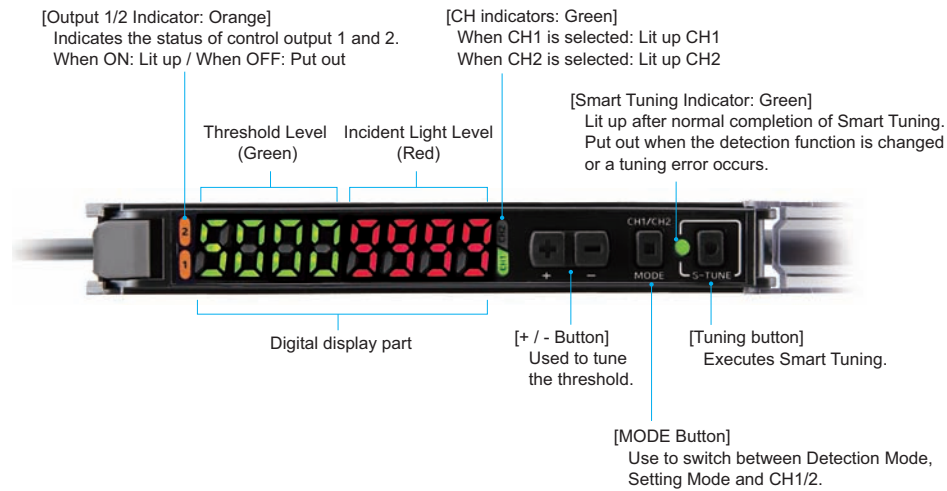 [Output 1/2 Indicator: Orange]
Indicates the status of control output 1 and 2.
When ON: Lit up / When OFF: Put out
[CH indicators: Green]
When CH1 is selected: Lit up CH1
When CH2 is selected: Lit up CH2
[Smart Tuning Indicator: Green]
Lit up after normal completion of Smart Tuning.
Put out when the detection function is changed
or a tuning error occurs.
Threshold Level
(Green)
Incident Light Level
(Red)
2
1
CH2
CH1
+
-
CH1/CH2
MODE
S-TUNE
Digital display part
[+ / - Button]
Used to tune
the threshold.
[Tuning button]
Executes Smart Tuning.
[MODE Button]
Use to switch between Detection Mode,
Setting Mode and CH1/2.